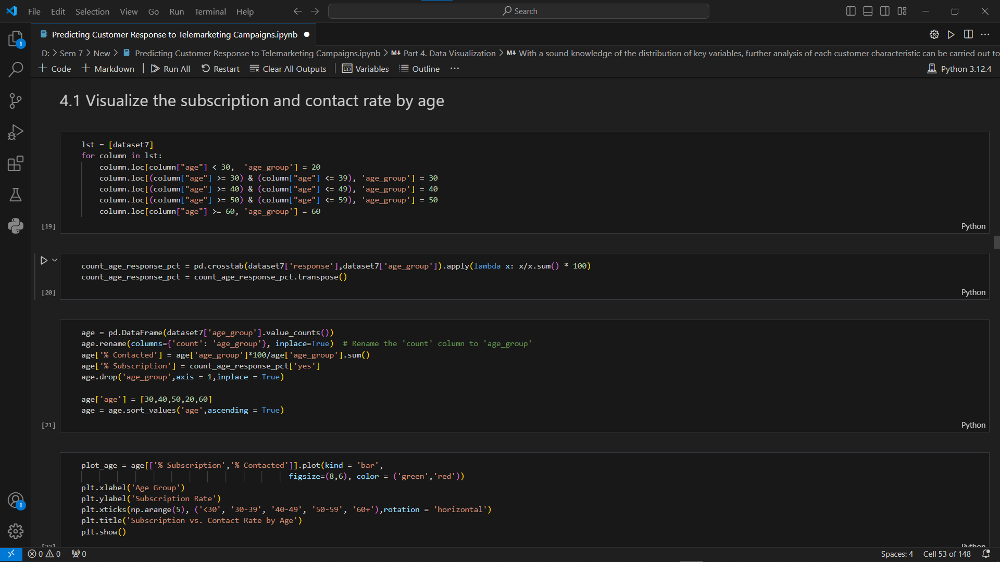 File Edit Selection View Go Run Terminal Help Search
Predicting Customer Response to Telemarketing Campaigns.ipynb
D: > Sem 7 > New > Predicting Customer Response to Telemarketing Campaigns.ipynb > M↓ Part 4. Data Visualization > M↓ With a sound knowledge of the distribution of key variables, further analysis of each customer characteristic can be carried out to
+ Code + Markdown | Run All Restart Clear All Outputs | Variables Outline ··· Python 3.12.4
4.1 Visualize the subscription and contact rate by age
lst = [dataset7]
for column in lst:
    column.loc[column["age"] < 30,  'age_group'] = 20
    column.loc[(column["age"] >= 30) & (column["age"] <= 39), 'age_group'] = 30
    column.loc[(column["age"] >= 40) & (column["age"] <= 49), 'age_group'] = 40
    column.loc[(column["age"] >= 50) & (column["age"] <= 59), 'age_group'] = 50
    column.loc[column["age"] >= 60, 'age_group'] = 60
[19] Python
count_age_response_pct = pd.crosstab(dataset7['response'],dataset7['age_group']).apply(lambda x: x/x.sum() * 100)
count_age_response_pct = count_age_response_pct.transpose()
[20] Python
age = pd.DataFrame(dataset7['age_group'].value_counts())
age.rename(columns={'count': 'age_group'}, inplace=True)  # Rename the 'count' column to 'age_group'
age['% Contacted'] = age['age_group']*100/age['age_group'].sum()
age['% Subscription'] = count_age_response_pct['yes']
age.drop('age_group',axis = 1,inplace = True)
age['age'] = [30,40,50,20,60]
age = age.sort_values('age',ascending = True)
[21] Python
plot_age = age[['% Subscription','% Contacted']].plot(kind = 'bar',
                                              figsize=(8,6), color = ('green','red'))
plt.xlabel('Age Group')
plt.ylabel('Subscription Rate')
plt.xticks(np.arange(5), ('<30', '30-39', '40-49', '50-59', '60+'),rotation = 'horizontal')
plt.title('Subscription vs. Contact Rate by Age')
plt.show()
[22] Python
0 0 0 Spaces: 4 Cell 53 of 148
1
1